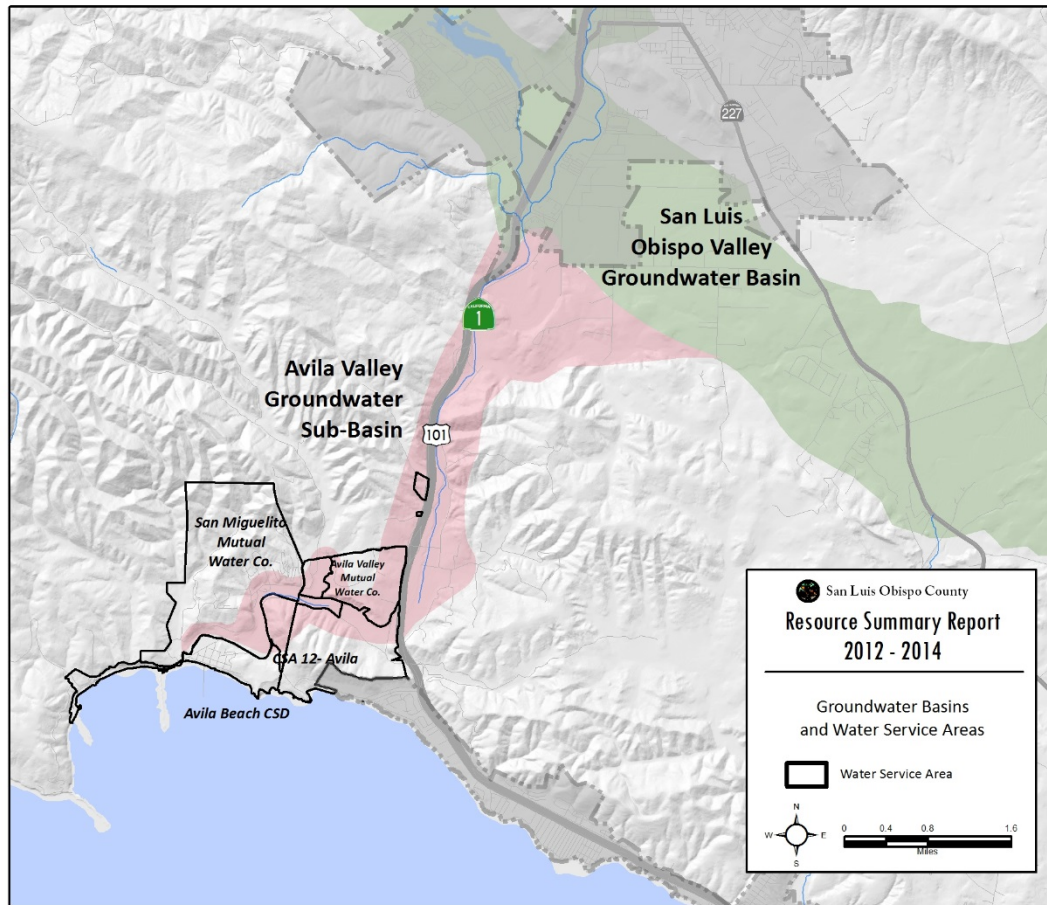 CALIFORNIA
227
San Luis
Obispo Valley
Groundwater Basin
CALIFORNIA
1
Avila Valley
Groundwater
Sub-Basin
101
San Miguelito
Mutual
Water Co.
Avila Valley
Mutual
Water Co.
CSA 12- Avila
Avila Beach CSD
San Luis Obispo County
Resource Summary Report
2012 - 2014
Groundwater Basins
and Water Service Areas
Water Service Area
N
W E
S
0 0.4 0.8 1.6
Miles